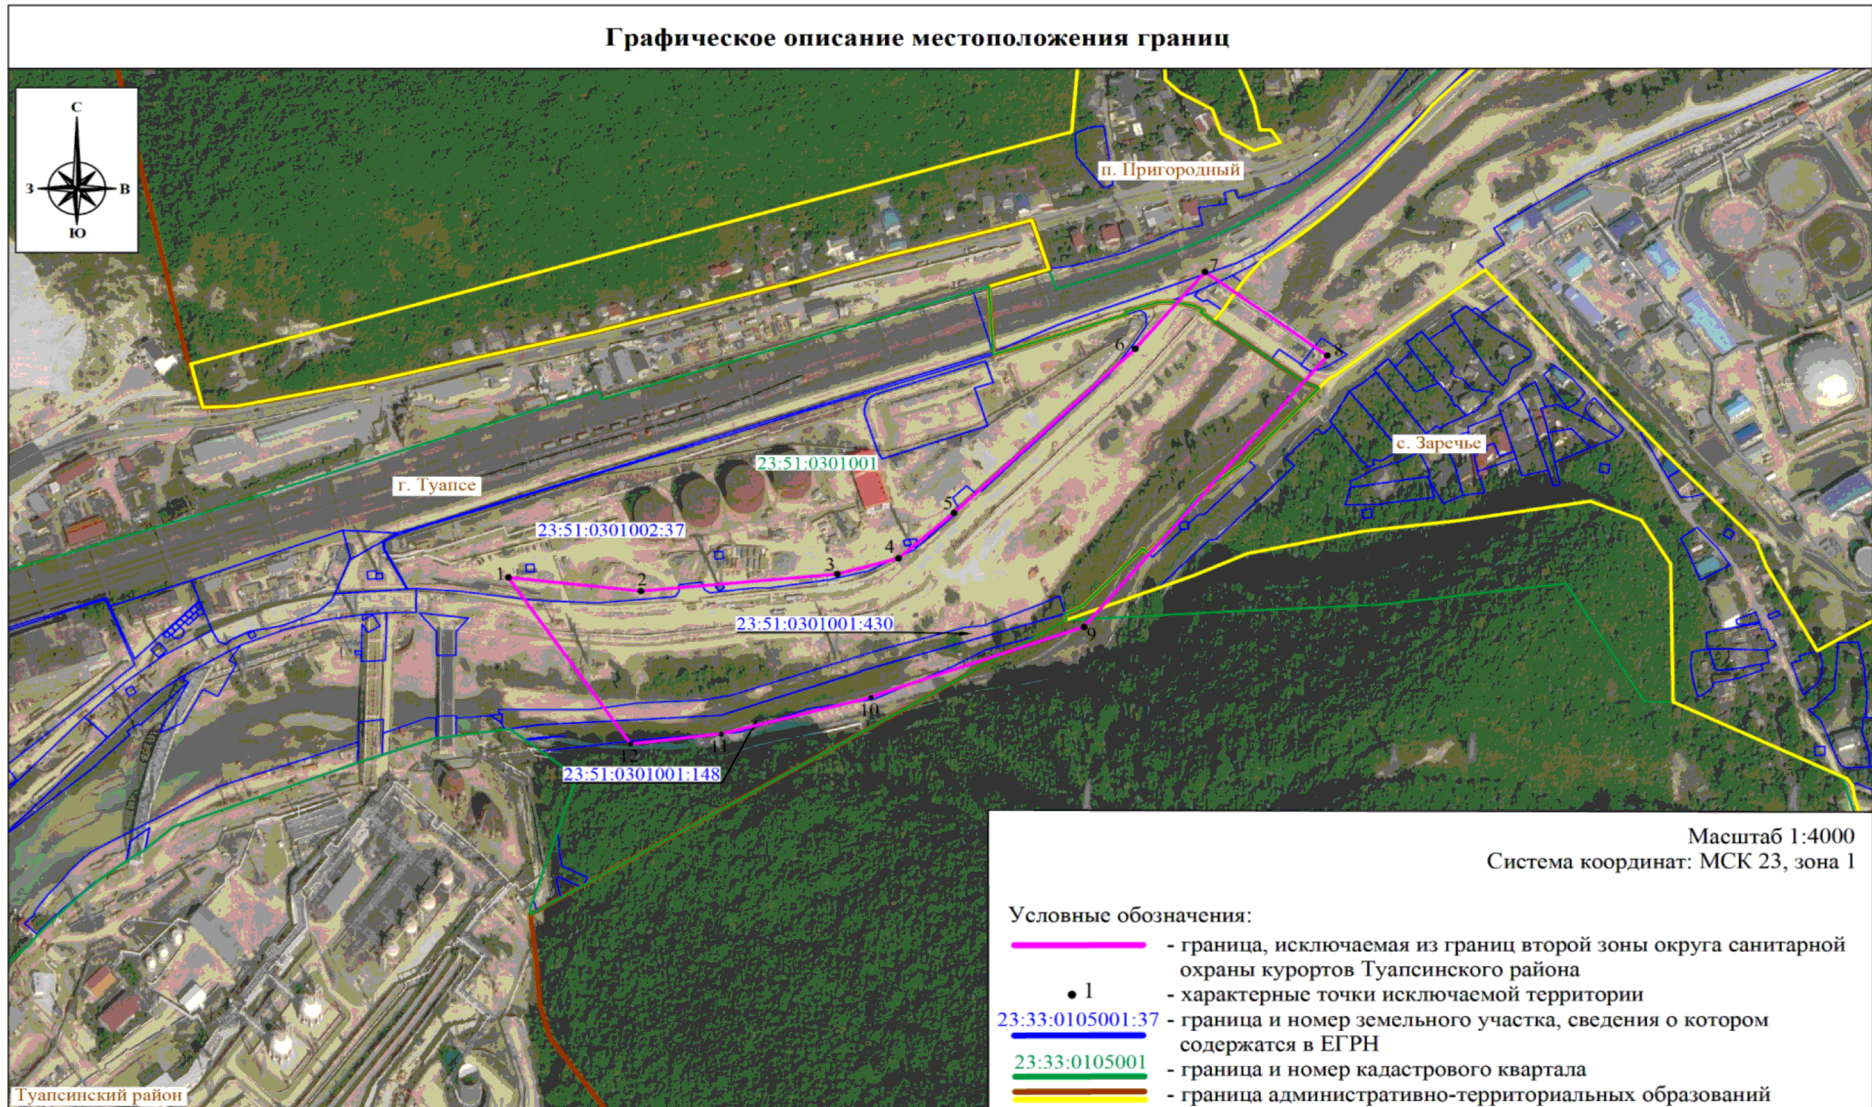 Графическое описание местоположения границ
С
З
В
Ю
п. Пригородный
7
6
8
с. Заречье
23:51:0301001
г. Туапсе
5
23:51:0301002:37
4
3
1
2
23:51:0301001:430
9
10
11
12
23:51:0301001:148
Масштаб 1:4000
Система координат: МСК 23, зона 1
Условные обозначения:
- граница, исключаемая из границ второй зоны округа санитарной
охраны курортов Туапсинского района
1 - характерные точки исключаемой территории
23:33:0105001:37 - граница и номер земельного участка, сведения о котором
содержатся в ЕГРН
23:33:0105001
- граница и номер кадастрового квартала
- граница административно-территориальных образований
Туапсинский район